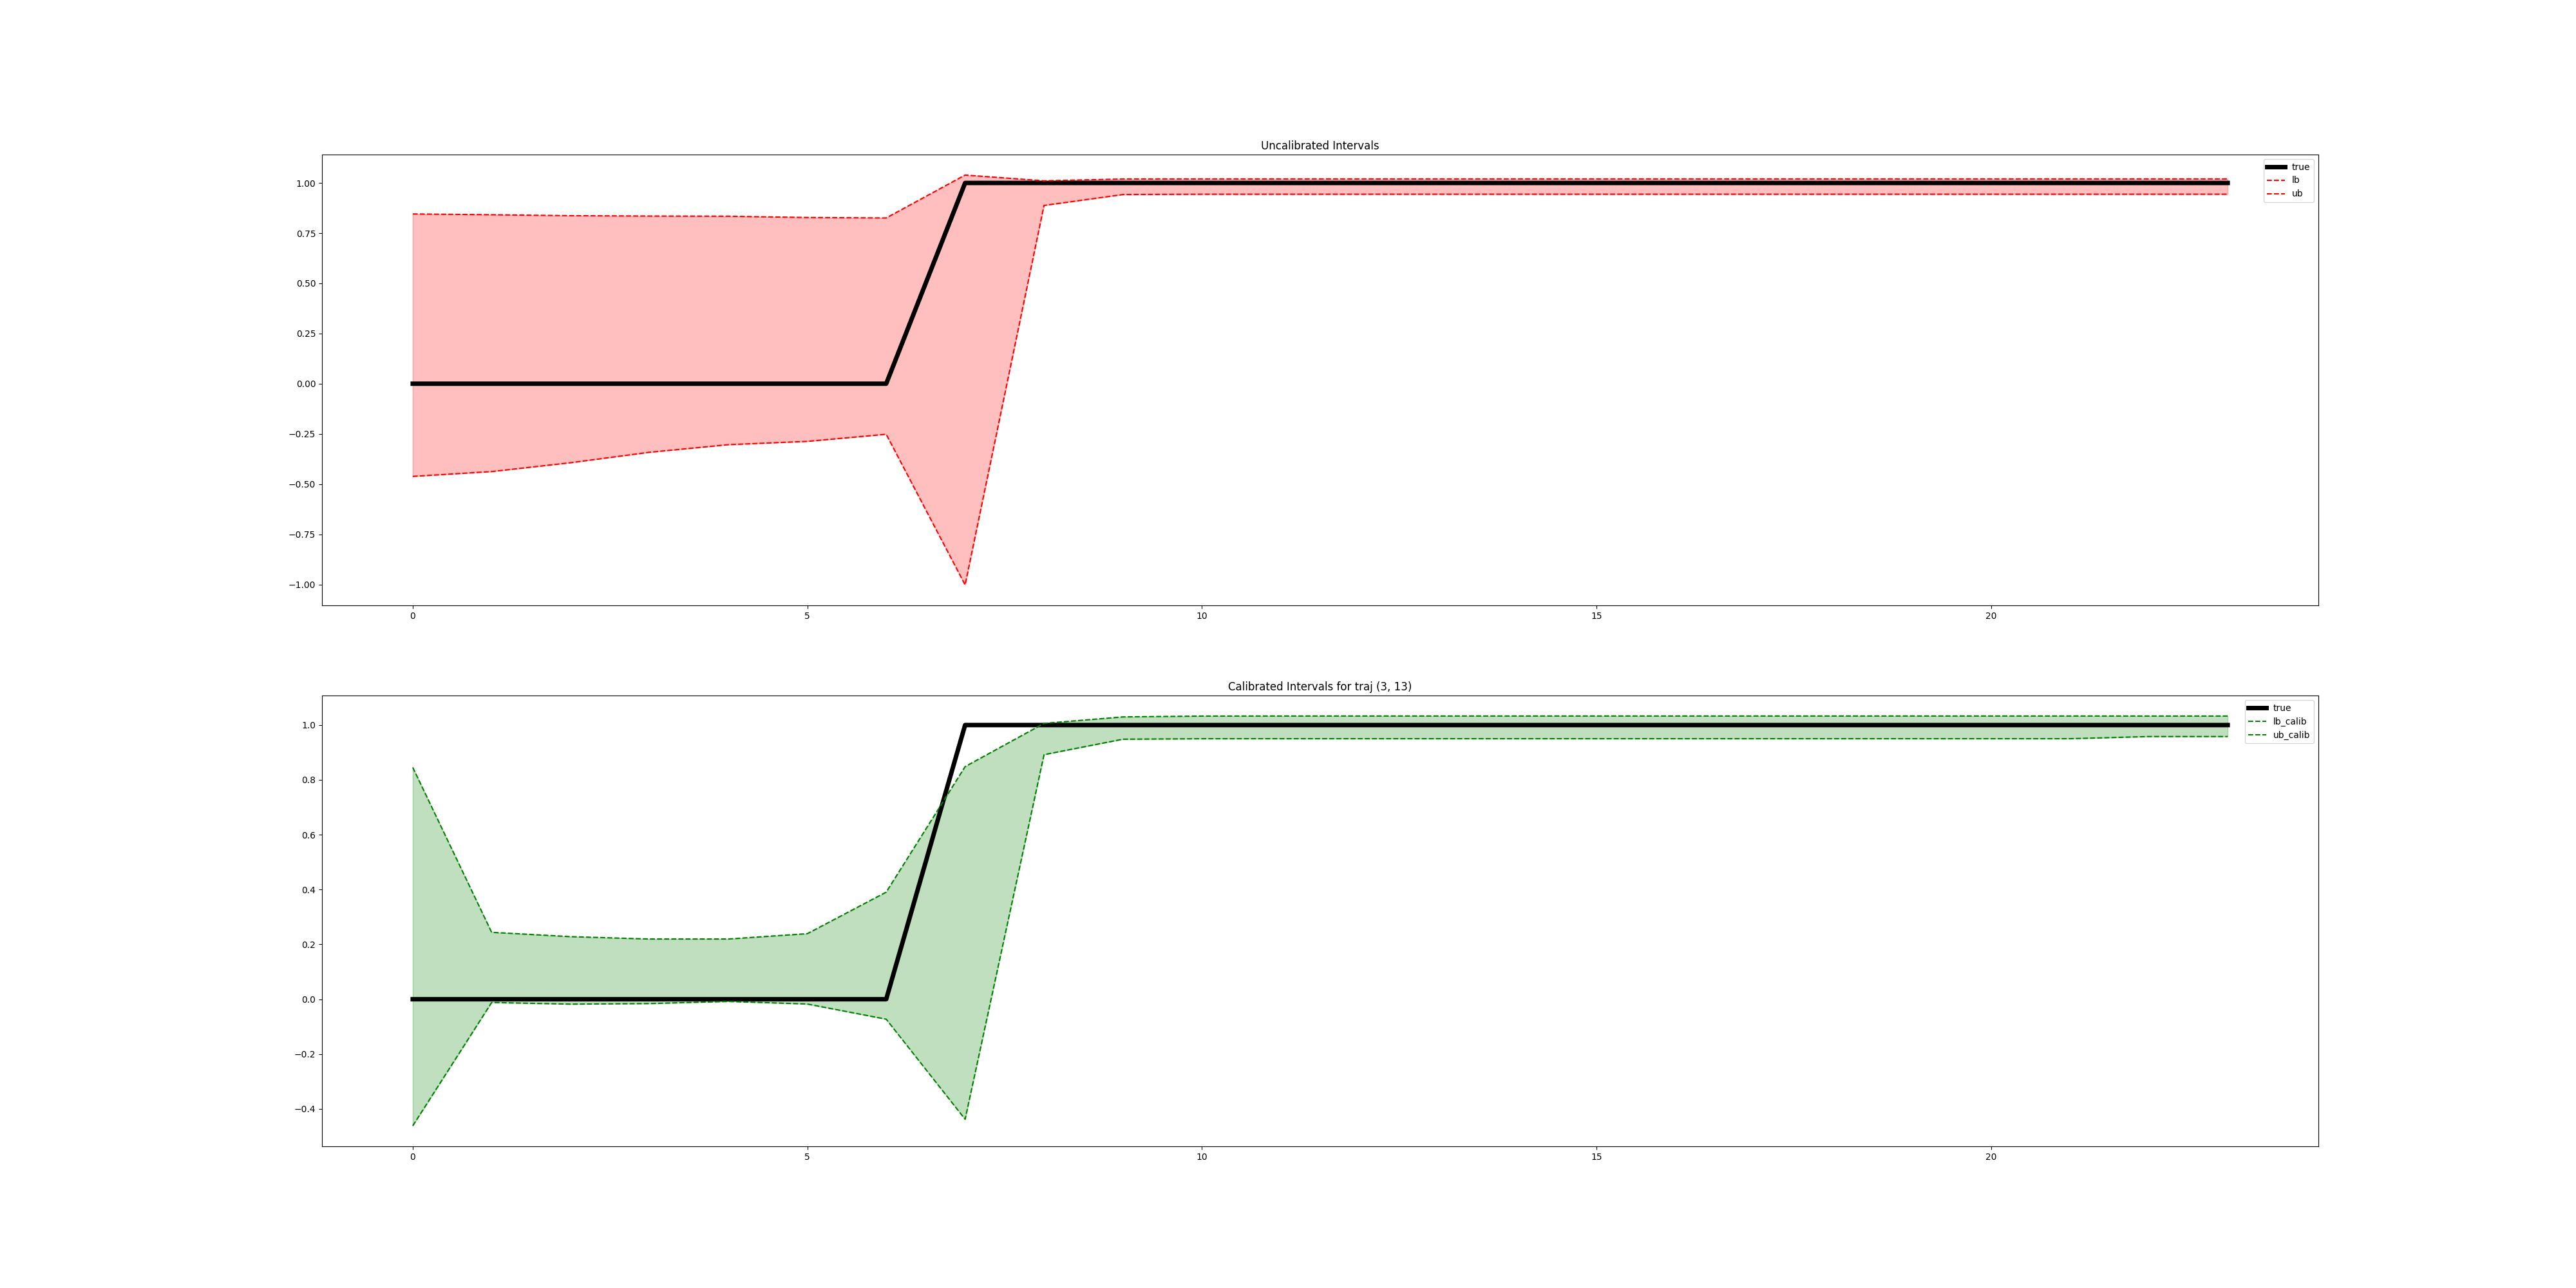 Uncalibrated Intervals
true
lb
ub
1.00
0.75
0.50
0.25
0.00
−0.25
−0.50
−0.75
−1.00
0 5 10 15 20
Calibrated Intervals for traj (3, 13)
true
lb_calib
ub_calib
1.0
0.8
0.6
0.4
0.2
0.0
−0.2
−0.4
0 5 10 15 20